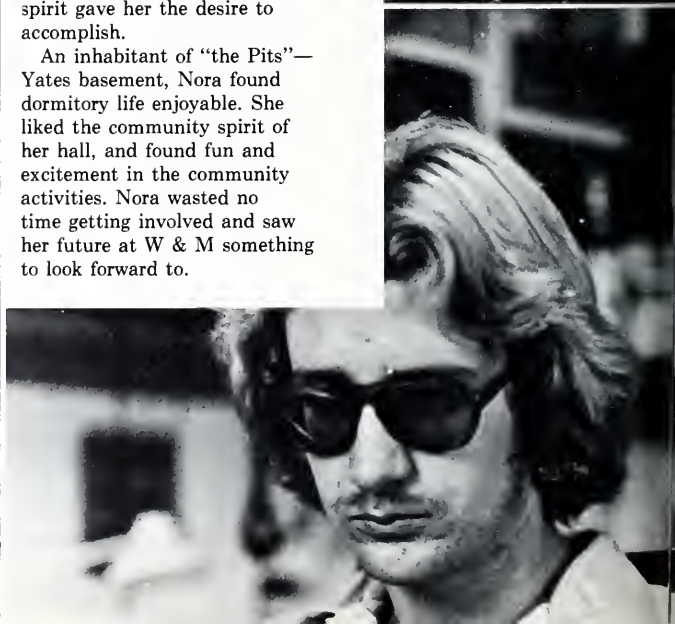 spirit gave her the desire to
accomplish.
An inhabitant of “the Pits”—
Yates basement, Nora found
dormitory life enjoyable. She
liked the community spirit of
her hall, and found fun and
excitement in the community
activities. Nora wasted no
time getting involved and saw
her future at W & M something
to look forward to.